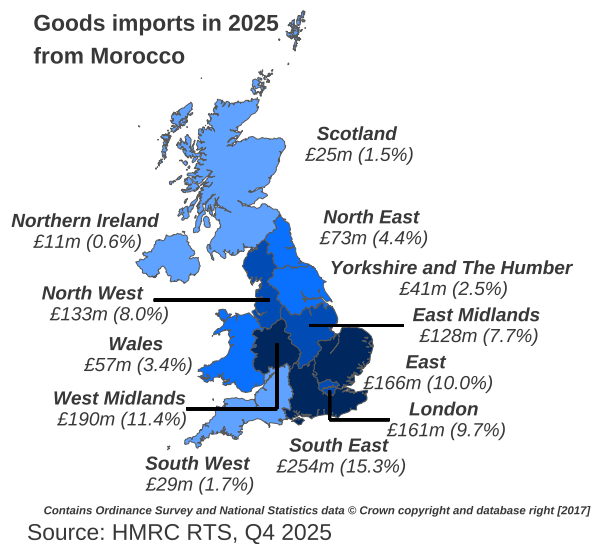 Goods imports in 2025
from Morocco
Scotland
£25m (1.5%)
Northern Ireland
£11m (0.6%)
North East
£73m (4.4%)
Yorkshire and The Humber
£41m (2.5%)
North West
£133m (8.0%)
East Midlands
£128m (7.7%)
Wales
£57m (3.4%)
East
£166m (10.0%)
West Midlands
£190m (11.4%)
London
£161m (9.7%)
South East
£254m (15.3%)
South West
£29m (1.7%)
Contains Ordinance Survey and National Statistics data © Crown copyright and database right [2017]
Source: HMRC RTS, Q4 2025